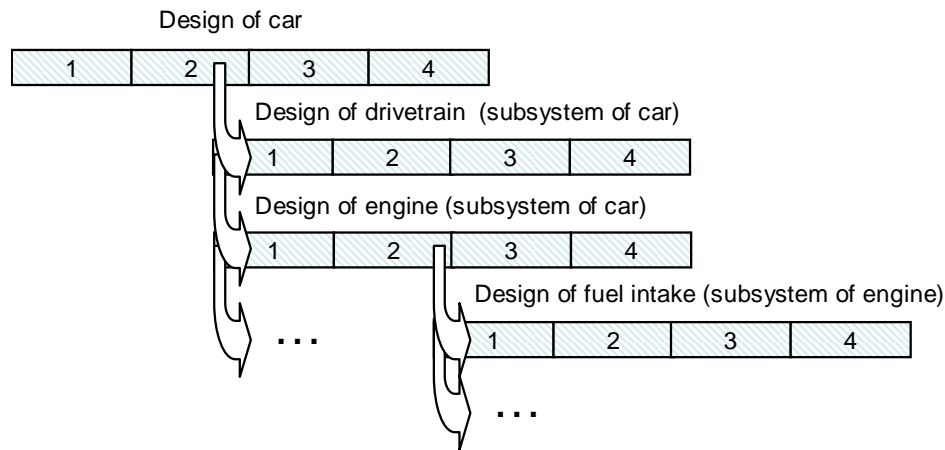 Design of car
1 2 3 4
Design of drivetrain (subsystem of car)
1 2 3 4
Design of engine (subsystem of car)
1 2 3 4
Design of fuel intake (subsystem of engine)
... 1 2 3 4
...